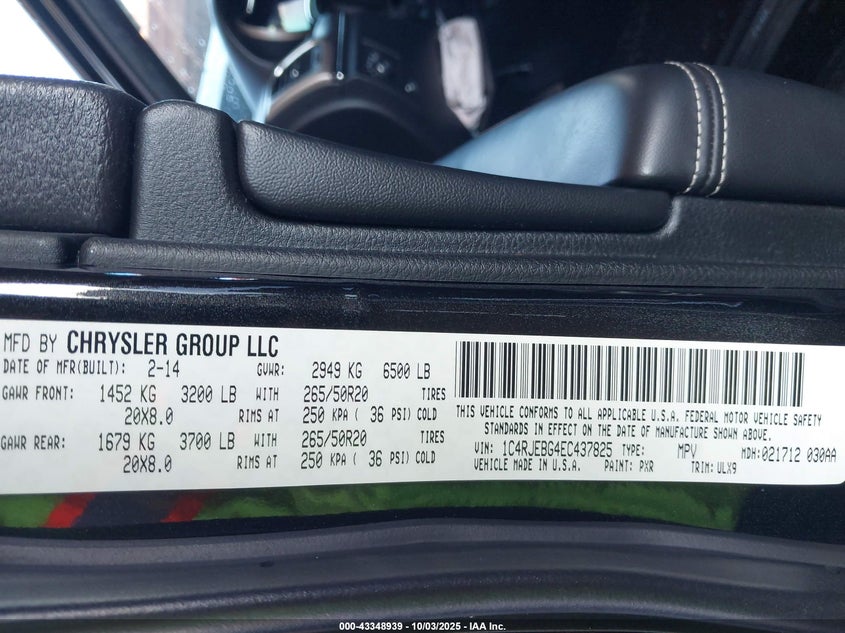 MFD BY CHRYSLER GROUP LLC
DATE OF MFR(BUILT): 2-14 GVWR: 2949 KG 6500 LB
GAWR FRONT: 1452 KG 3200 LB WITH 265/50R20 TIRES
20X8.0 RIMS AT 250 KPA ( 36 PSI) COLD
GAWR REAR: 1679 KG 3700 LB WITH 265/50R20 TIRES
20X8.0 RIMS AT 250 KPA ( 36 PSI) COLD
THIS VEHICLE CONFORMS TO ALL APPLICABLE U.S.A. FEDERAL MOTOR VEHICLE SAFETY
STANDARDS IN EFFECT ON THE DATE OF MANUFACTURE SHOWN ABOVE.
VIN: 1C4RJEBG4EC437825 TYPE: MPV MDH: 021712 030AA
VEHICLE MADE IN U.S.A. PAINT: PXR TRIM: ULX9
000-43348939 - 10/03/2025 - IAA Inc.